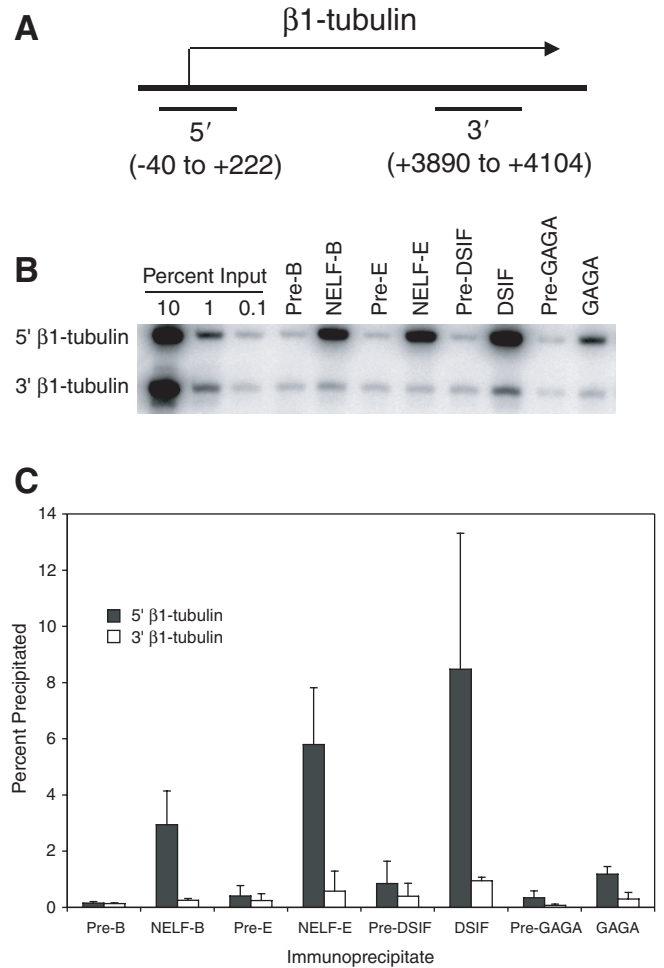 A
β1-tubulin
5′ 3′
(-40 to +222) (+3890 to +4104)
B
Percent Input
10 1 0.1 Pre-B NELF-B Pre-E NELF-E Pre-DSIF DSIF Pre-GAGA GAGA
5' β1-tubulin
3' β1-tubulin
C
14
12
10
8
6
4
2
0
Percent Precipitated
5' β1-tubulin
3' β1-tubulin
Pre-B NELF-B Pre-E NELF-E Pre-DSIF DSIF Pre-GAGA GAGA
Immunoprecipitate